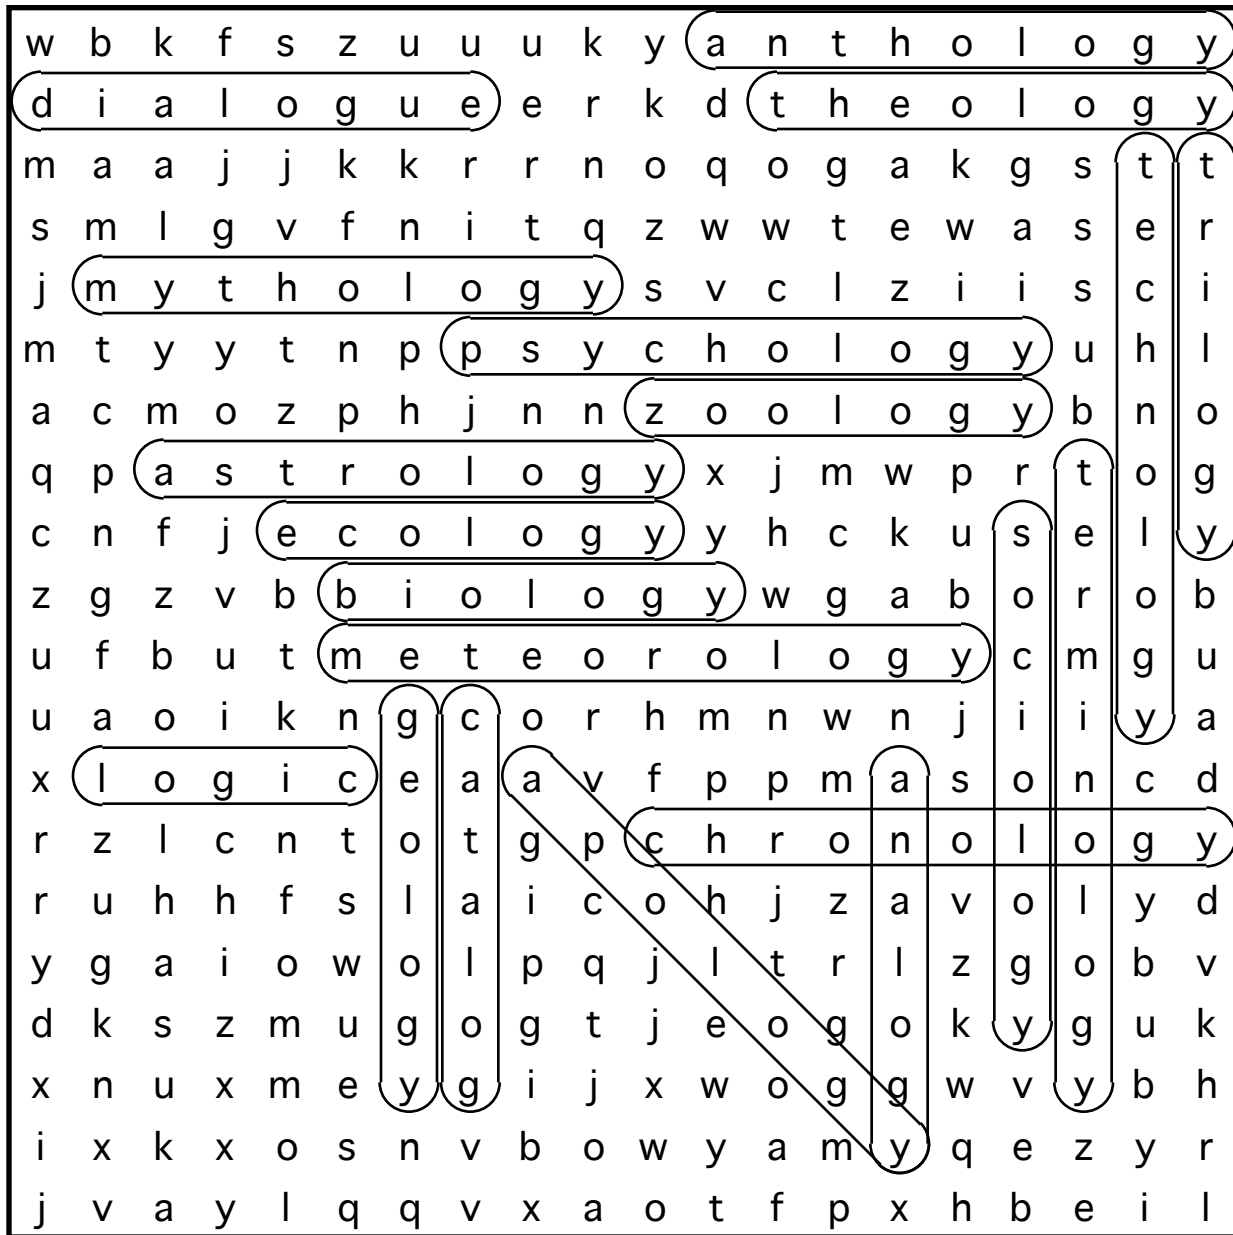 w b k f s z u u u k y a n t h o l o g y
d i a l o g u e e r k d t h e o l o g y
m a a j j k k r r n o q o g a k g s t t
s m l g v f n i t q z w w t e w a s e r
j m y t h o l o g y s v c l z i i s c i
m t y y t n p p s y c h o l o g y u h l
a c m o z p h j n n z o o l o g y b n o
q p a s t r o l o g y x j m w p r t o g
c n f j e c o l o g y y h c k u s e l y
z g z v b b i o l o g y w g a b o r o b
u f b u t m e t e o r o l o g y c m g u
u a o i k n g c o r h m n w n j i i y a
x l o g i c e a a v f p p m a s o n c d
r z l c n t o t g p c h r o n o l o g y
r u h h f s l a i c o h j z a v o l y d
y g a i o w o l p q j l t r l z g o b v
d k s z m u g o g t j e o g o k y g u k
x n u x m e y g i j x w o g g w v y b h
i x k x o s n v b o w y a m y q e z y r
j v a y l q q v x a o t f p x h b e i l